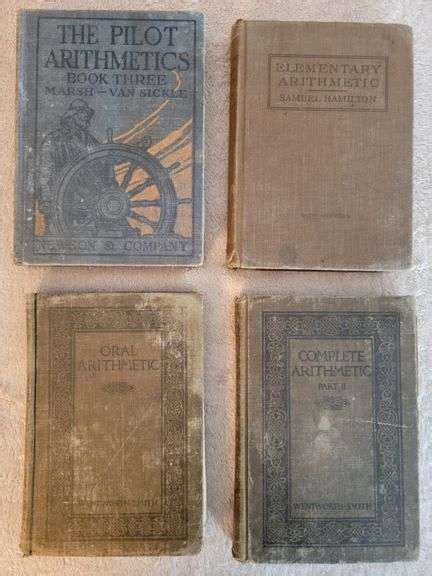 THE PILOT
ARITHMETICS
BOOK THREE
MARSH - VAN SICKLE
NEWSON & COMPANY
ELEMENTARY
ARITHMETIC
SAMUEL HAMILTON
ORAL
ARITHMETIC
WENTWORTH-SMITH
COMPLETE
ARITHMETIC
PART II
WENTWORTH-SMITH